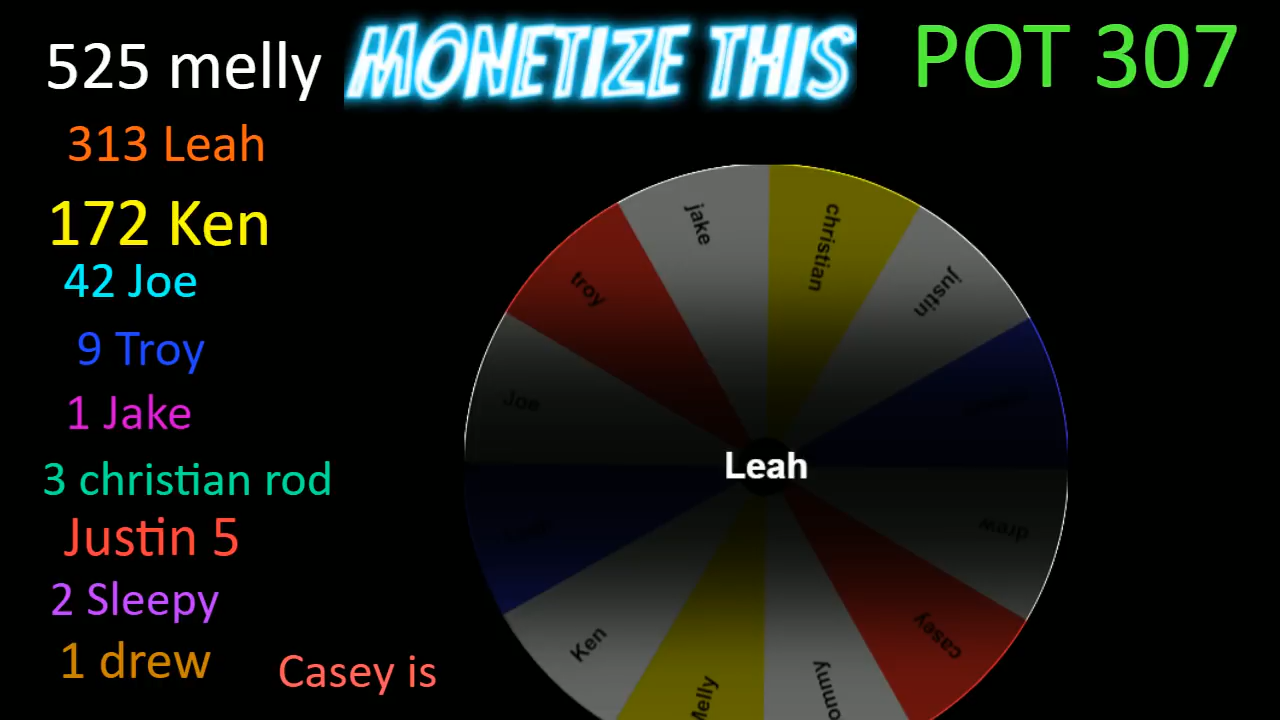 525 melly
MONETIZE THIS
POT 307
313 Leah
172 Ken
42 Joe
9 Troy
1 Jake
3 christian rod
Justin 5
2 Sleepy
1 drew
Casey is
jake
christian
justin
troy
Joe
Leah
drew
casey
Ken
Melly